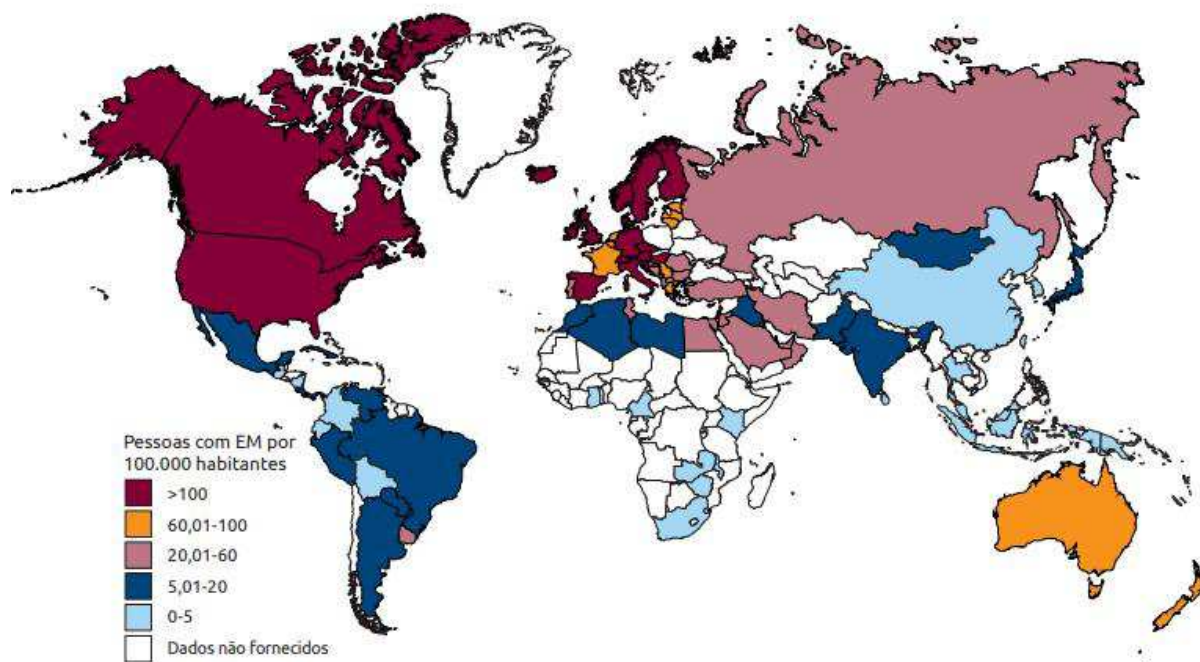 Pessoas com EM por
100.000 habitantes
>100
60,01-100
20,01-60
5,01-20
0-5
Dados não fornecidos